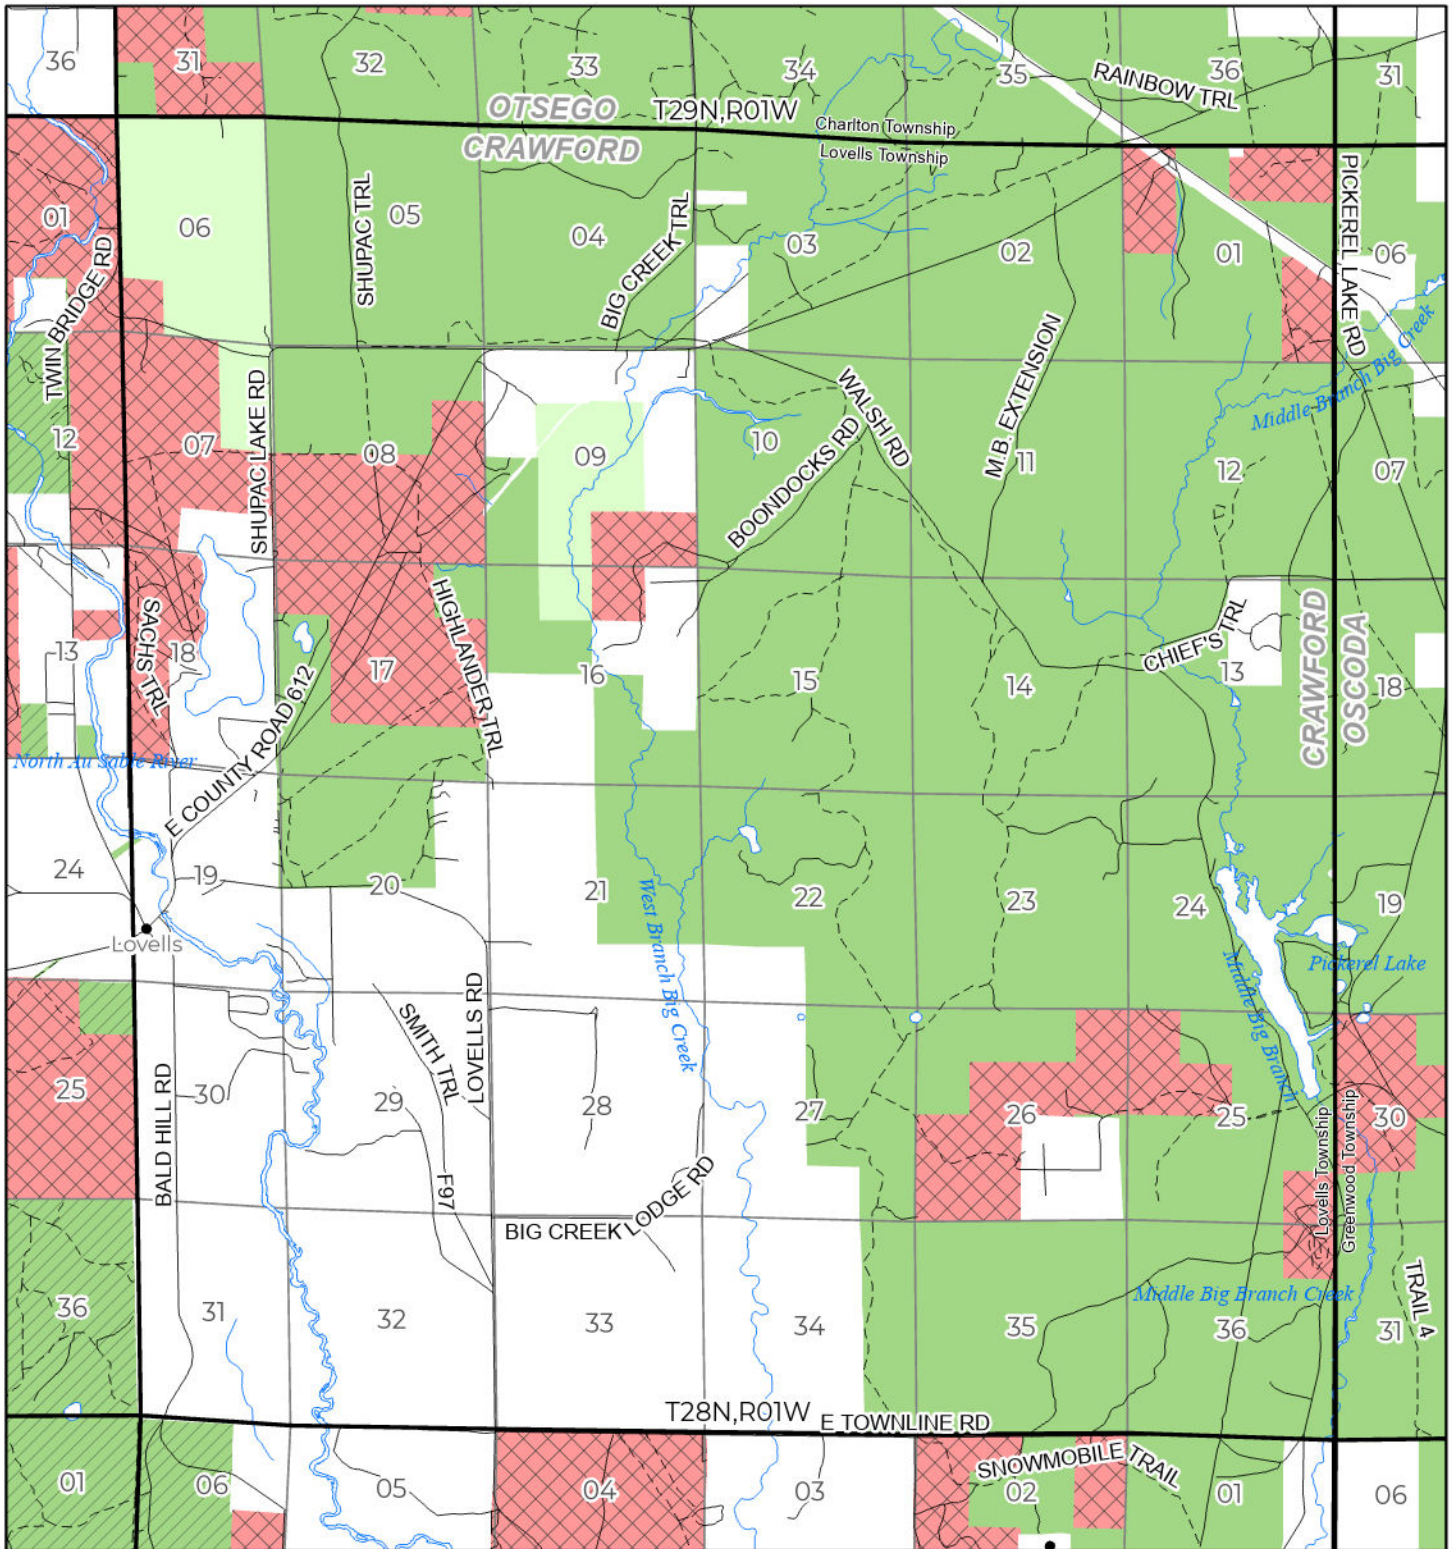 36
31
32
33
34
35
36
31
RAINBOW TRL
OTSEGO
T29N,R01W
CRAWFORD
Charlton Township
Lovells Township
01
06
05
04
03
02
01
06
SHUPAC TRL
BIG CREEK TRL
PICKEREL LAKE RD
TWIN BRIDGE RD
M.B. EXTENSION
Middle Branch Big Creek
12
07
08
09
10
11
12
07
SHUPAC LAKE RD
WALSH RD
BOONDOCKS RD
HIGHLANDER TRL
SACHS TRL
CHIEF'S TRL
CRAWFORD
OSCODA
13
18
17
16
15
14
13
18
E COUNTY ROAD 612
North Au Sable River
24
19
20
21
22
23
24
19
Lovells
West Branch Big Creek
Pickerel Lake
Middle Big Branch
SMITH TRL
LOVELLS RD
25
30
29
28
27
26
25
30
BALD HILL RD
F97
BIG CREEK LODGE RD
Lovells Township
Greenwood Township
Middle Big Branch Creek
TRAIL 4
36
31
32
33
34
35
36
31
T28N,R01W
E TOWNLINE RD
SNOWMOBILE TRAIL
01
06
05
04
03
02
01
06